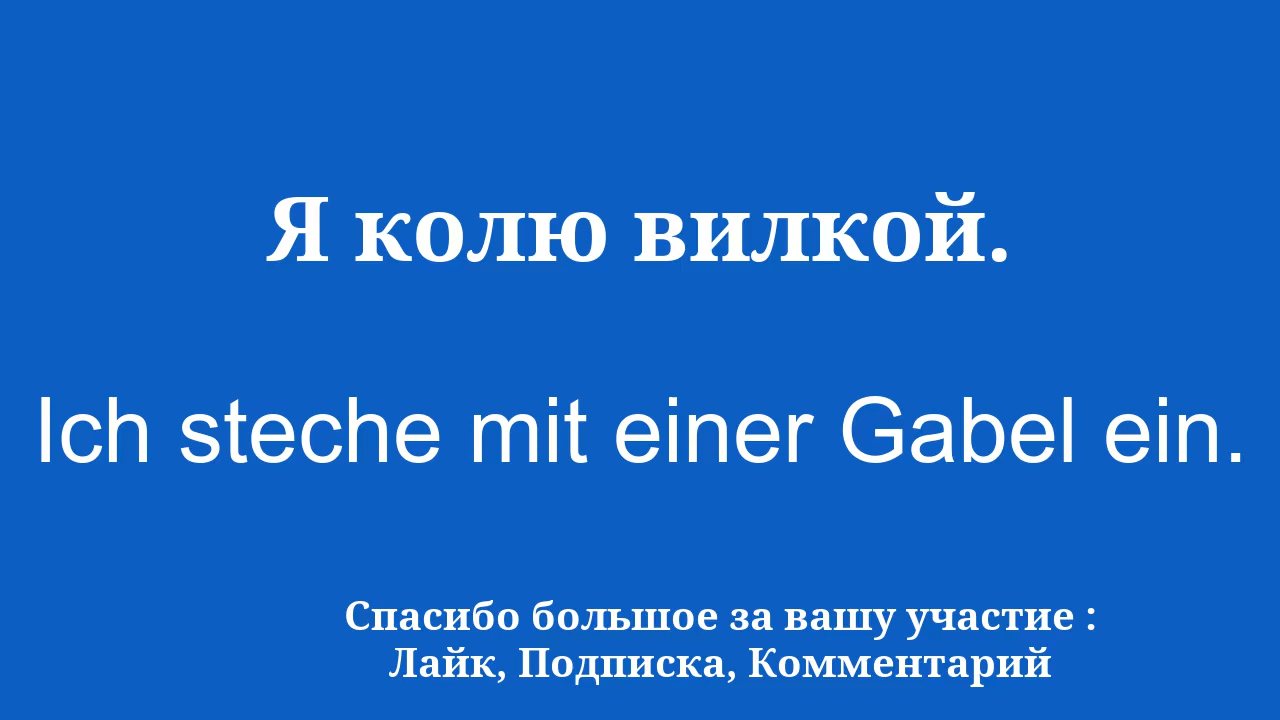 Я колю вилкой.
Ich steche mit einer Gabel ein.
Спасибо большое за вашу участие :
Лайк, Подписка, Комментарий